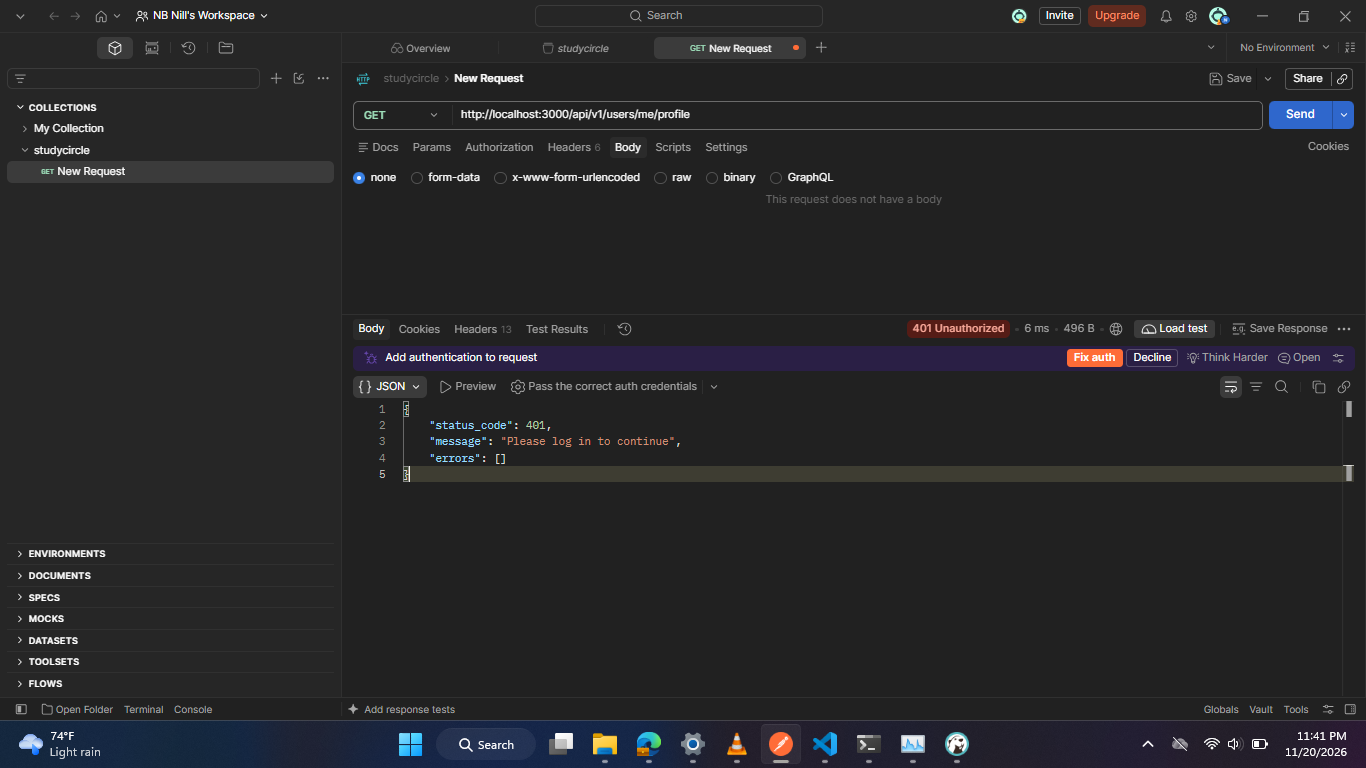 NB Nill's Workspace
Search
Invite
Upgrade
Overview
studycircle
GET New Request
No Environment
HTTP
studycircle > New Request
Save
Share
COLLECTIONS
My Collection
studycircle
GET New Request
GET
http://localhost:3000/api/v1/users/me/profile
Send
Docs
Params
Authorization
Headers 6
Body
Scripts
Settings
Cookies
none
form-data
x-www-form-urlencoded
raw
binary
GraphQL
This request does not have a body
Body
Cookies
Headers 13
Test Results
401 Unauthorized
6 ms
496 B
Load test
e.g. Save Response
Add authentication to request
Fix auth
Decline
Think Harder
Open
{ } JSON
Preview
Pass the correct auth credentials
1 {
2 "status_code": 401,
3 "message": "Please log in to continue",
4 "errors": []
5 }
ENVIRONMENTS
DOCUMENTS
SPECS
MOCKS
DATASETS
TOOLSETS
FLOWS
Open Folder
Terminal
Console
Add response tests
Globals
Vault
Tools
74°F
Light rain
Search
11:41 PM
11/20/2026